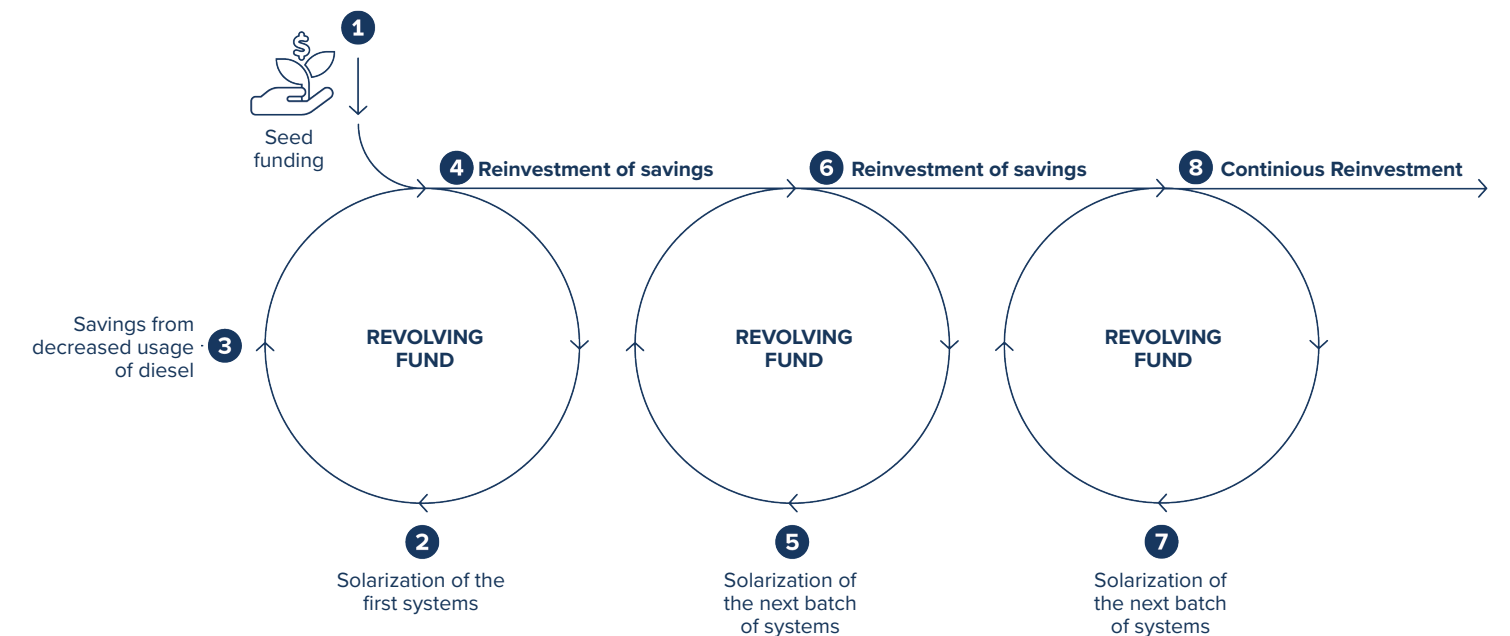 1
$
Seed
funding
4 Reinvestment of savings
6 Reinvestment of savings
8 Continious Reinvestment
Savings from
decreased usage
of diesel
3
REVOLVING
FUND
REVOLVING
FUND
REVOLVING
FUND
2
Solarization of the
first systems
5
Solarization of
the next batch
of systems
7
Solarization of
the next batch
of systems